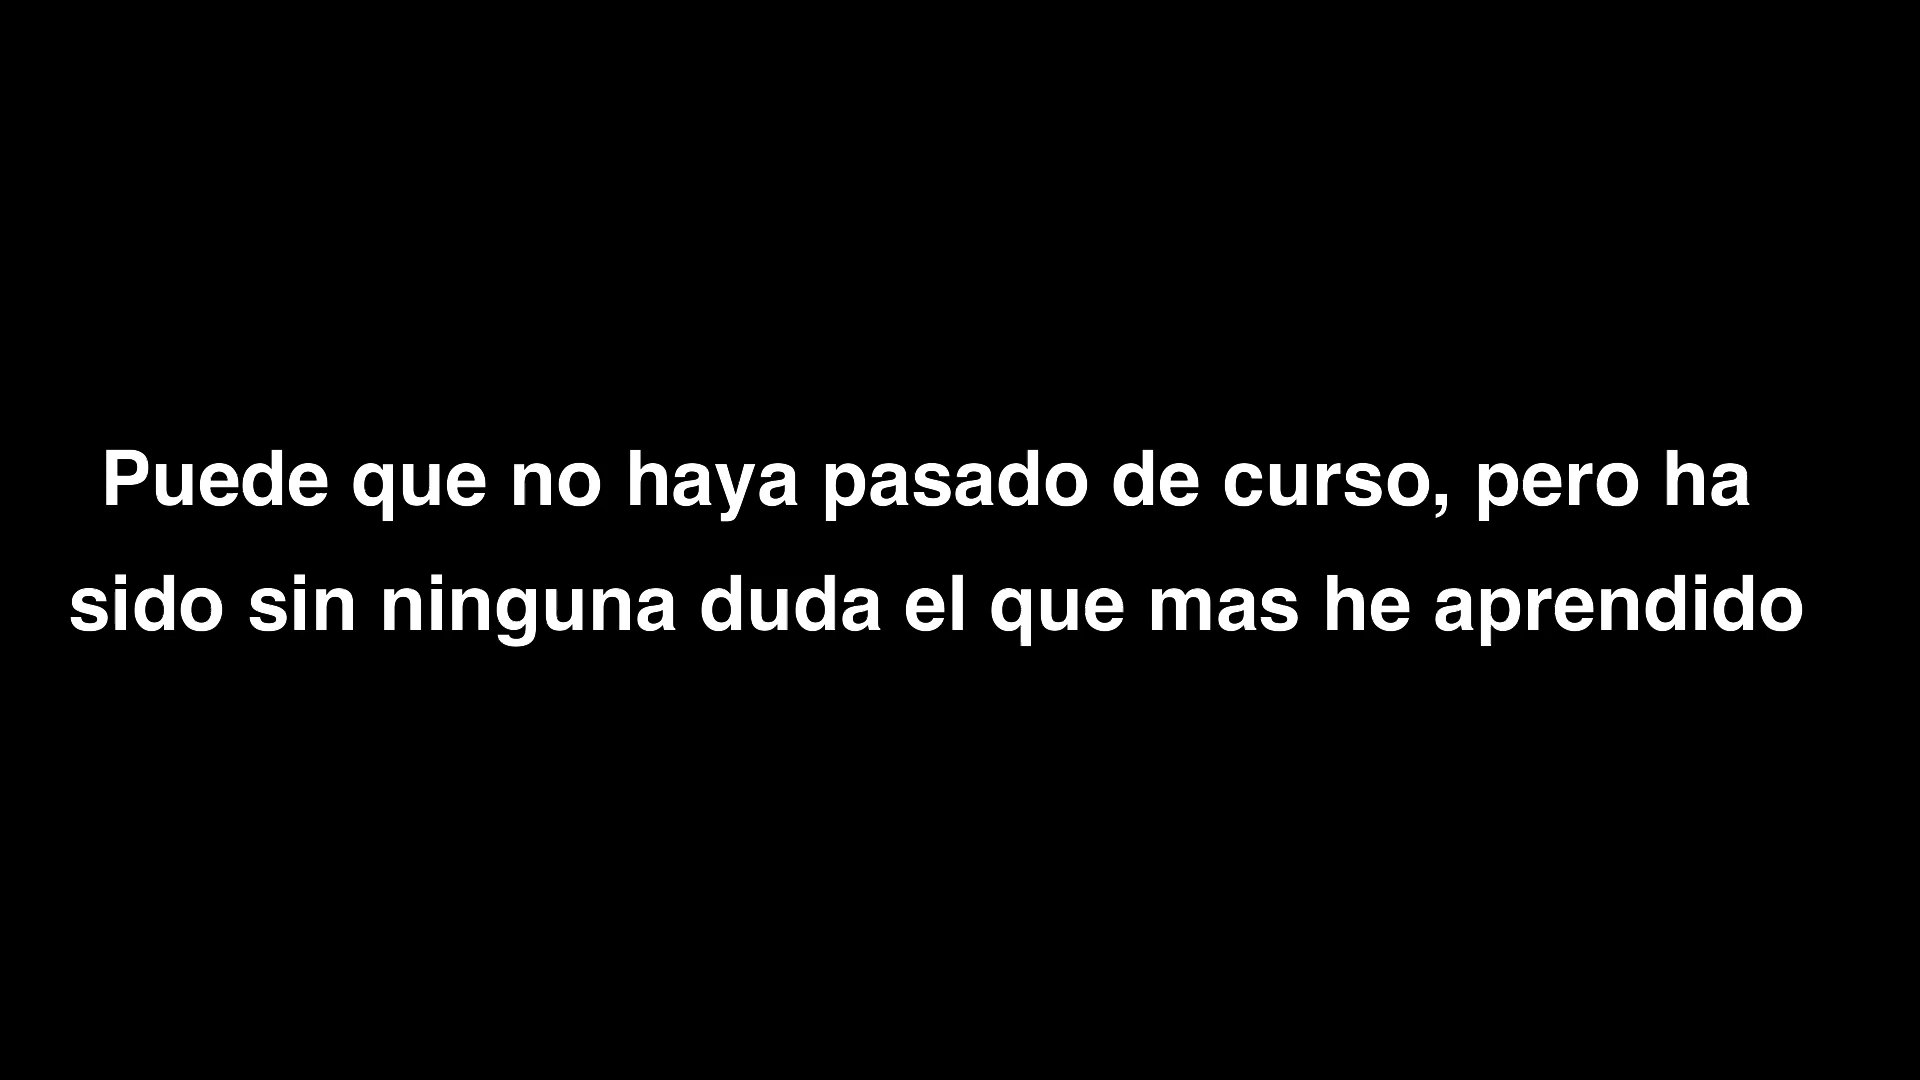 Puede que no haya pasado de curso, pero ha
sido sin ninguna duda el que mas he aprendido